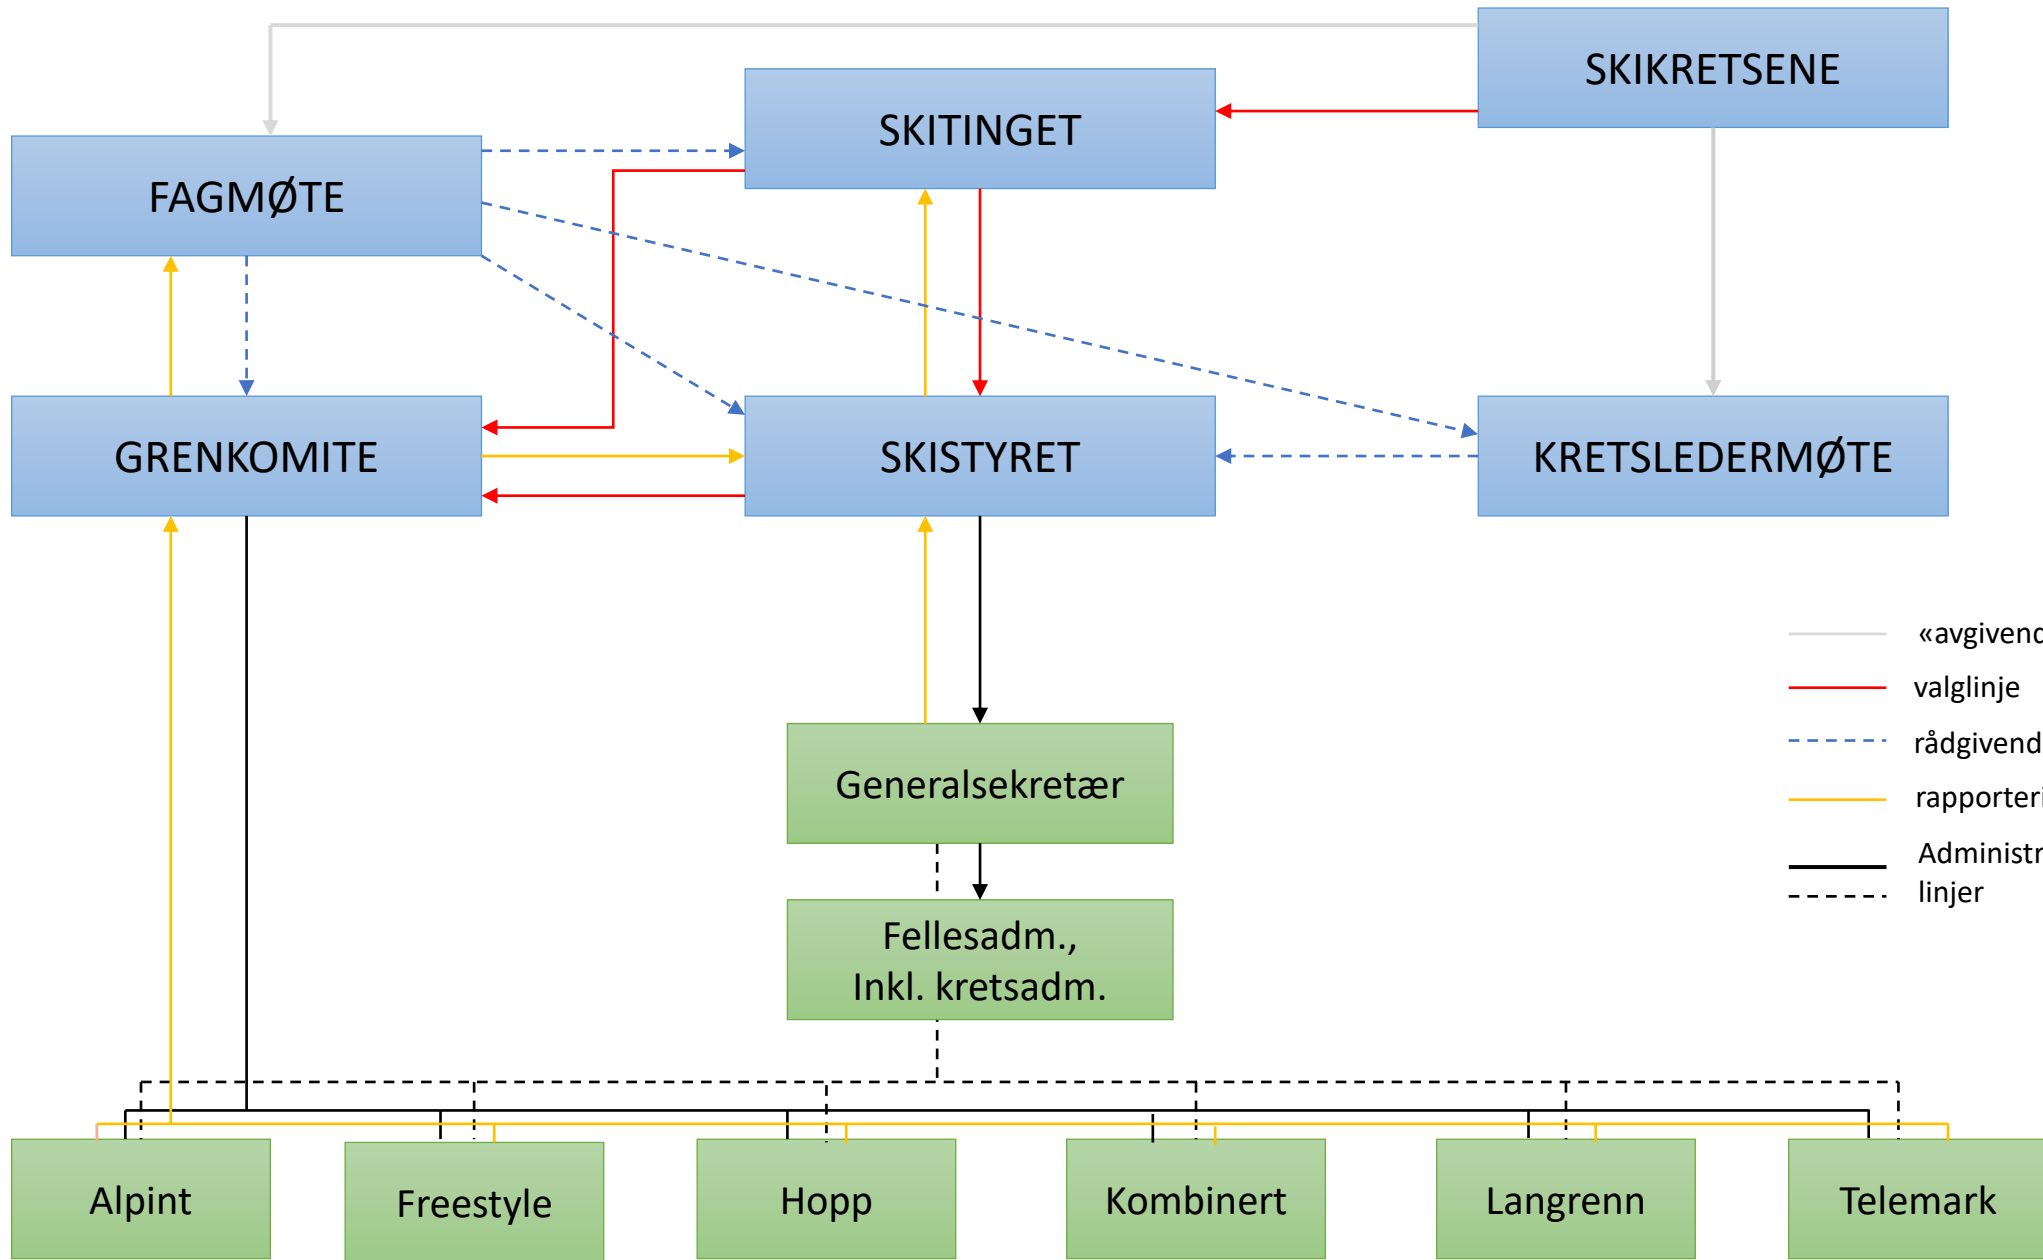 SKIKRETSENE
SKITINGET
FAGMØTE
GRENKOMITE
SKISTYRET
KRETSLEDERMØTE
«avgivend
valglinje
rådgivend
rapporteri
Administr
linjer
Generalsekretær
Fellesadm.,
Inkl. kretsadm.
Alpint
Freestyle
Hopp
Kombinert
Langrenn
Telemark